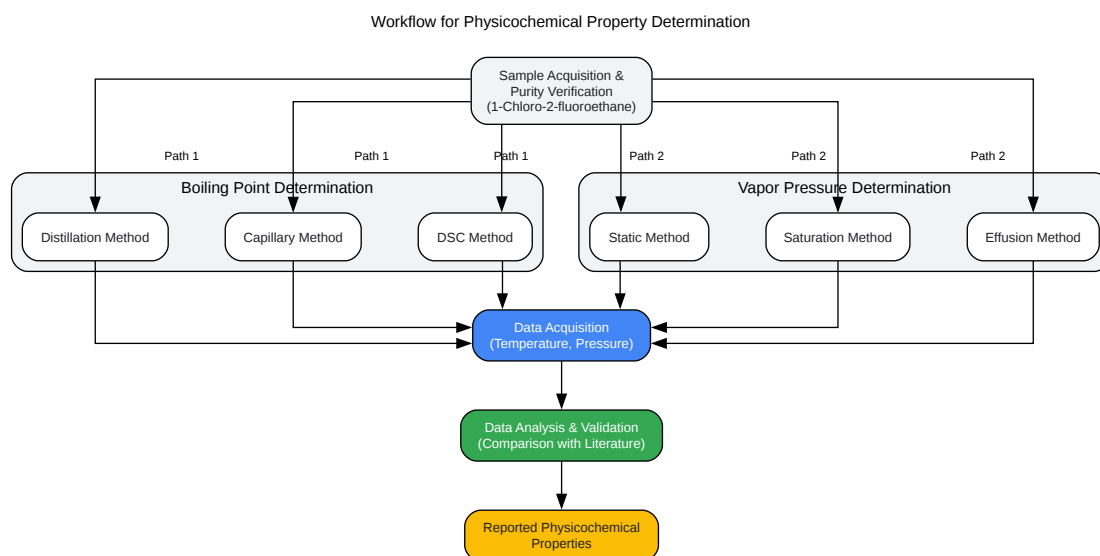 Workflow for Physicochemical Property Determination
Sample Acquisition &
Purity Verification
(1-Chloro-2-fluoroethane)
Path 1
Path 1
Path 1
Path 2
Path 2
Path 2
Boiling Point Determination
Vapor Pressure Determination
Distillation Method
Capillary Method
DSC Method
Static Method
Saturation Method
Effusion Method
Data Acquisition
(Temperature, Pressure)
Data Analysis & Validation
(Comparison with Literature)
Reported Physicochemical
Properties